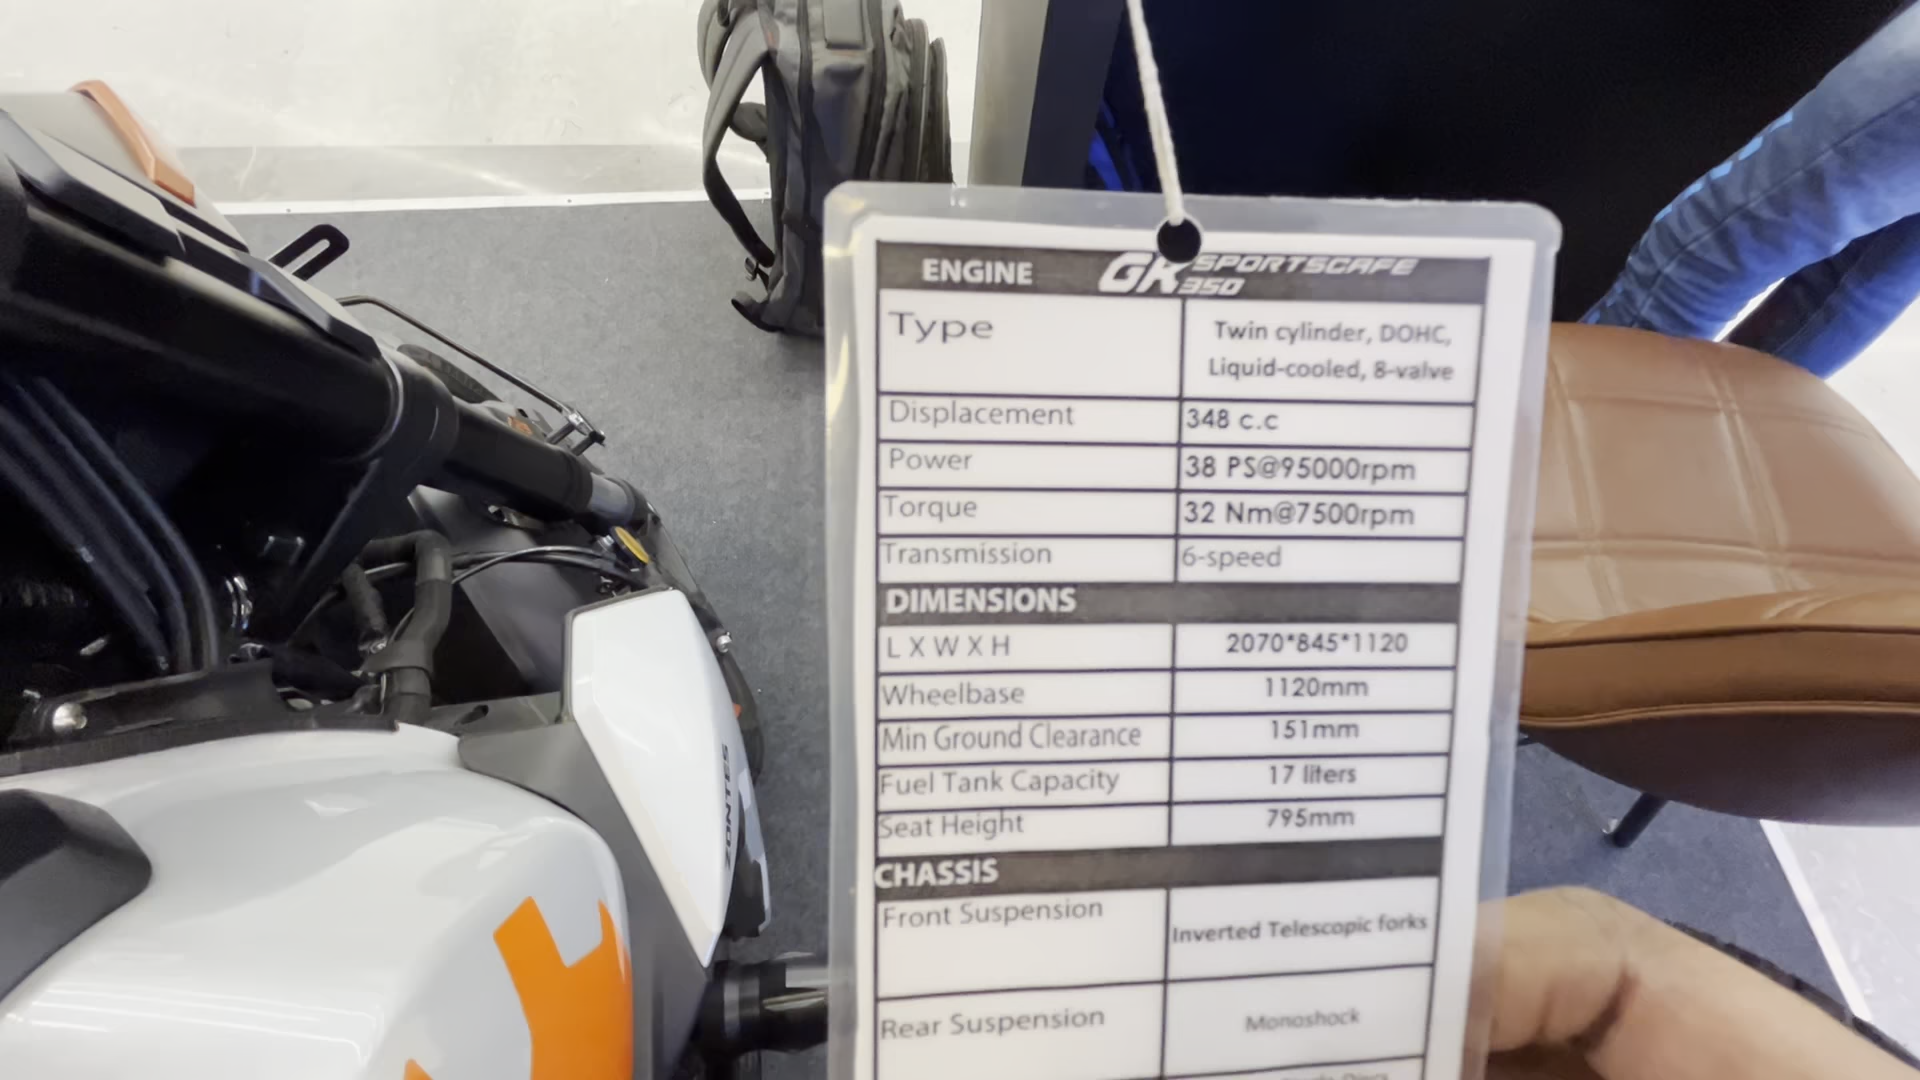 ENGINE GK SPORTSCAFE 350
Type Twin cylinder, DOHC,
Liquid-cooled, 8-valve
Displacement 348 c.c
Power 38 PS@95000rpm
Torque 32 Nm@7500rpm
Transmission 6-speed
DIMENSIONS
L X W X H 2070*845*1120
Wheelbase 1120mm
Min Ground Clearance 151mm
Fuel Tank Capacity 17 liters
Seat Height 795mm
CHASSIS
Front Suspension Inverted Telescopic forks
Rear Suspension Monoshock
ZONTES